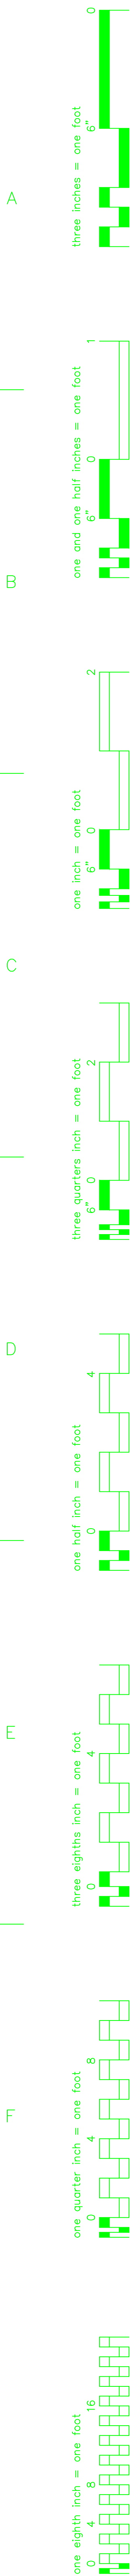 A
0
6"
three inches = one foot
1
0
6"
one and one half inches = one foot
B
2
0
6"
one inch = one foot
C
2
0
6"
three quarters inch = one foot
D
4
0
one half inch = one foot
E
4
0
three eighths inch = one foot
F
8
4
0
one quarter inch = one foot
16
8
4
0
one eighth inch = one foot